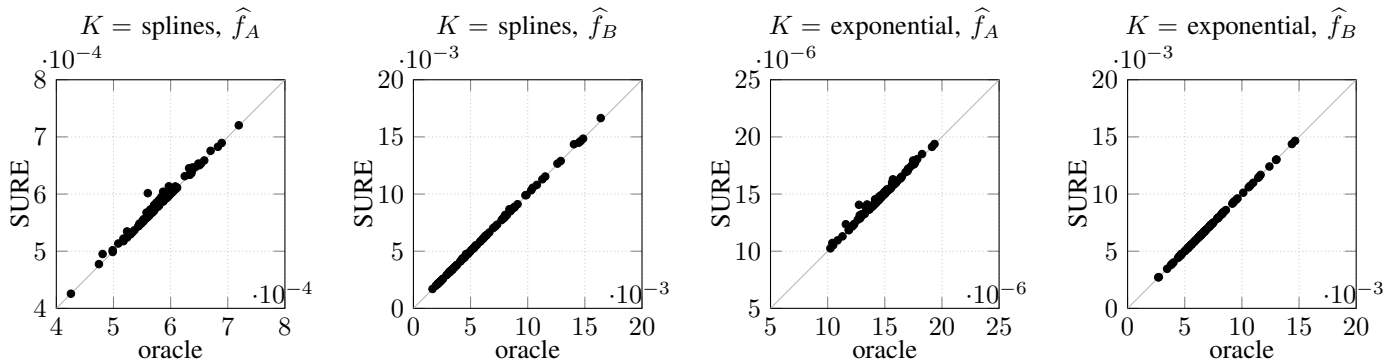 K = splines, f̂_A
·10⁻⁴
8
7
6
5
4
SURE
4 5 6 7 8
·10⁻⁴
oracle
K = splines, f̂_B
·10⁻³
20
15
10
5
0
SURE
0 5 10 15 20
·10⁻³
oracle
K = exponential, f̂_A
·10⁻⁶
25
20
15
10
5
SURE
5 10 15 20 25
·10⁻⁶
oracle
K = exponential, f̂_B
·10⁻³
20
15
10
5
0
SURE
0 5 10 15 20
·10⁻³
oracle